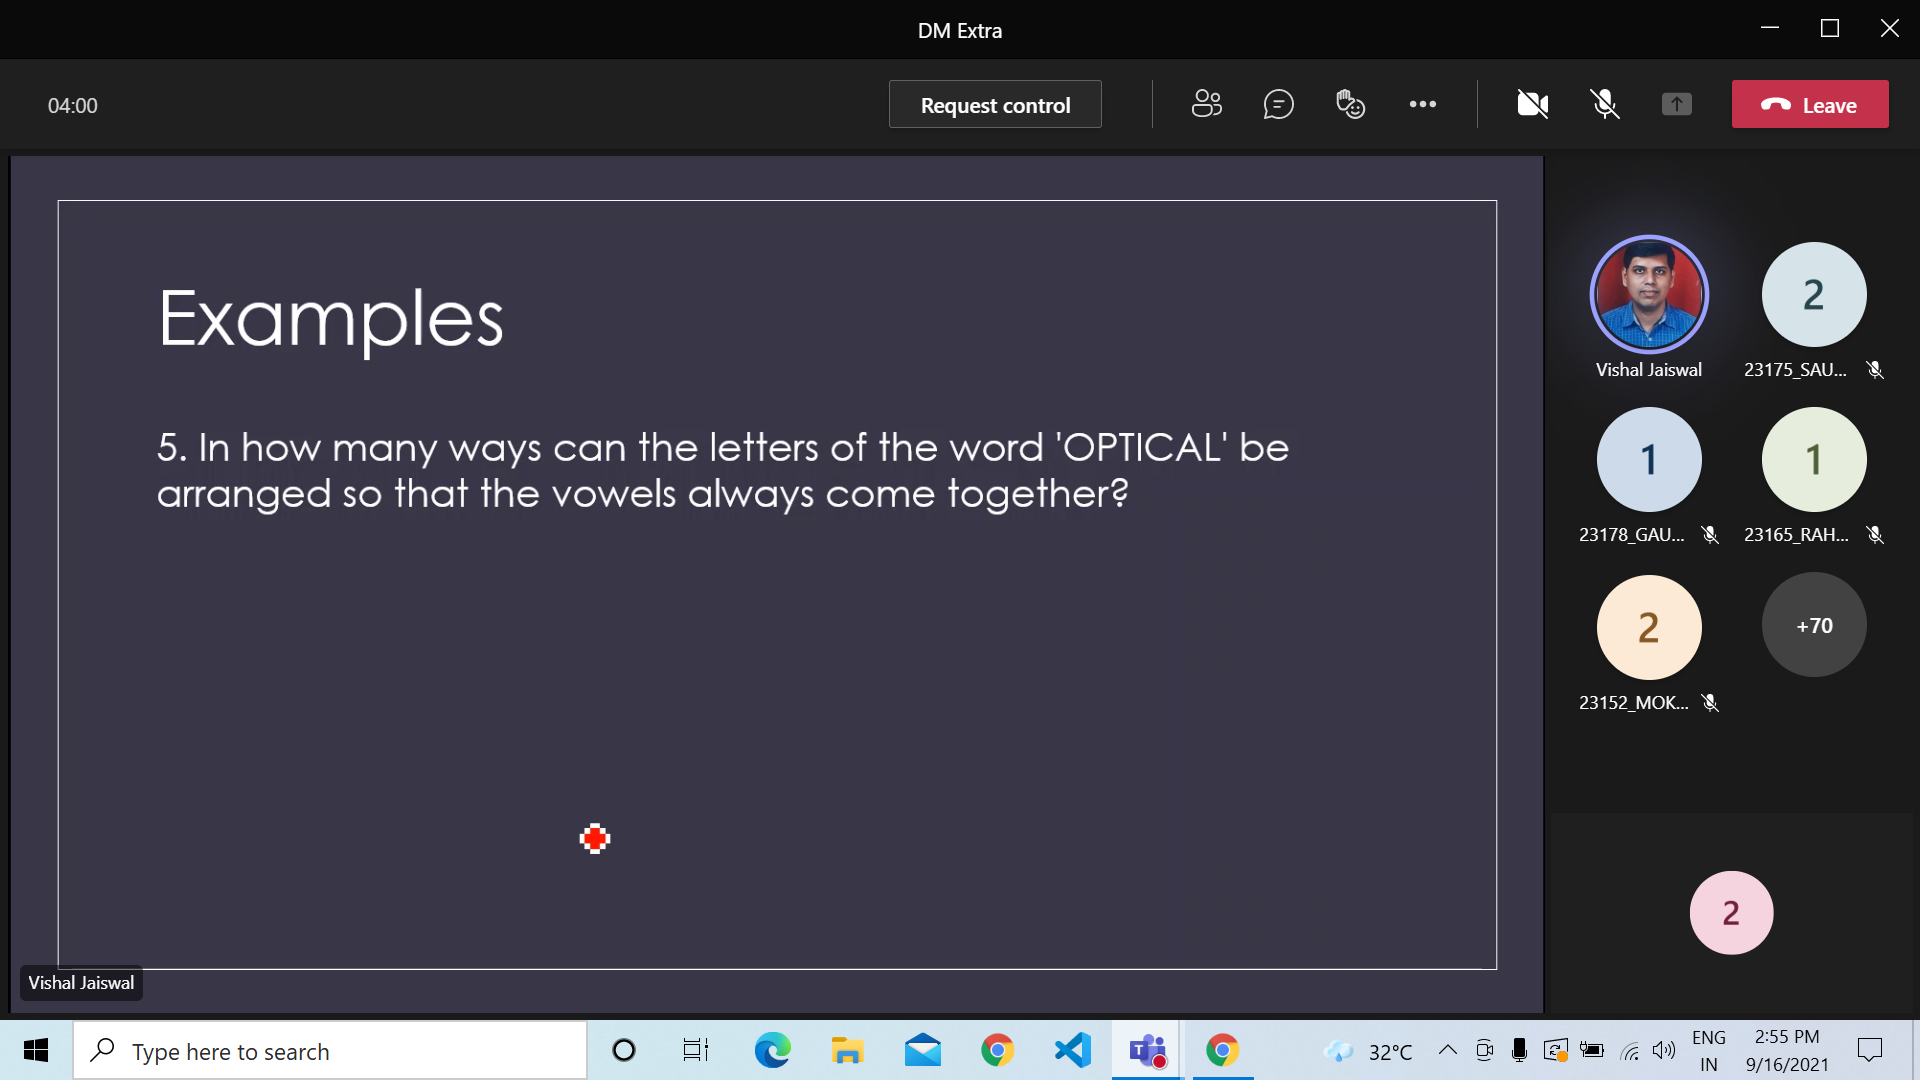 DM Extra
04:00
Request control
Leave
Examples
5. In how many ways can the letters of the word 'OPTICAL' be
arranged so that the vowels always come together?
Vishal Jaiswal
2
Vishal Jaiswal
23175_SAU...
1
1
23178_GAU...
23165_RAH...
2
+70
23152_MOK...
2
Type here to search
32°C
ENG
IN
2:55 PM
9/16/2021